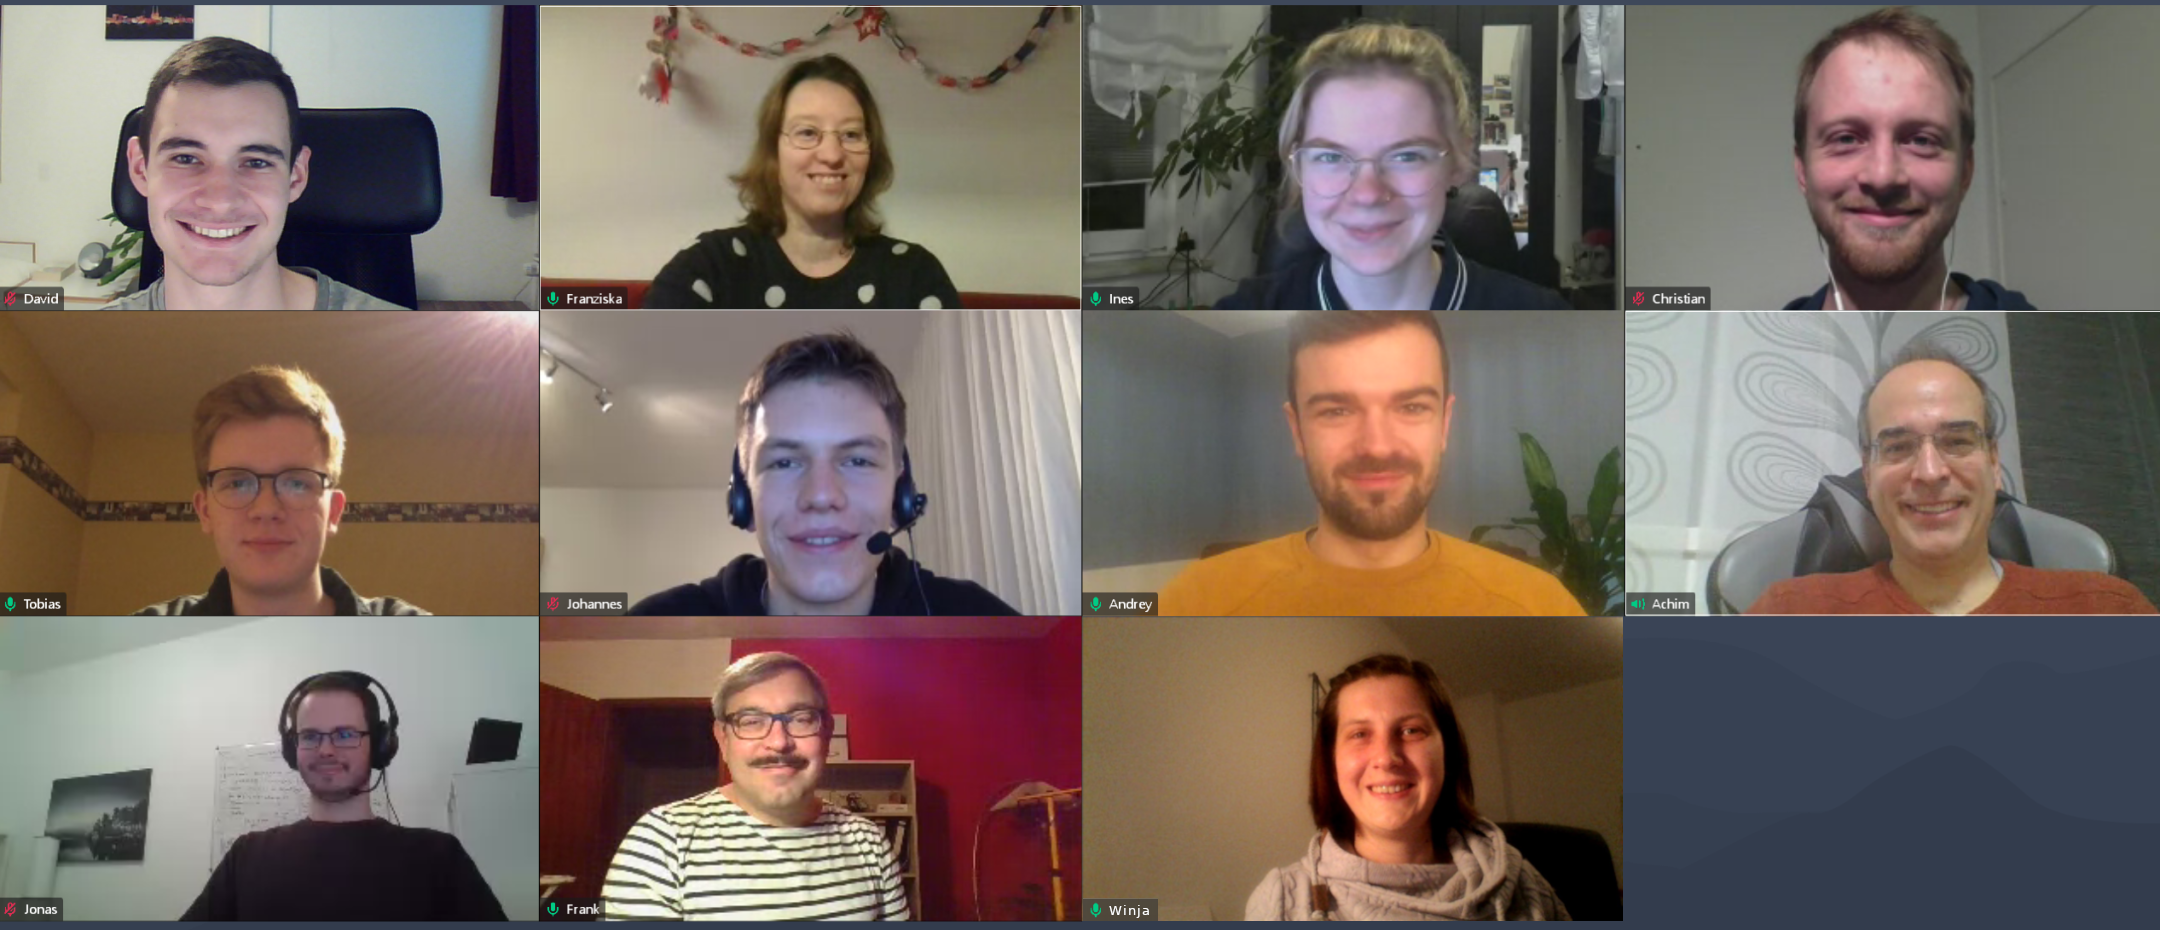 David
Franziska
Ines
Christian
Tobias
Johannes
Andrey
Achim
Jonas
Frank
Winja